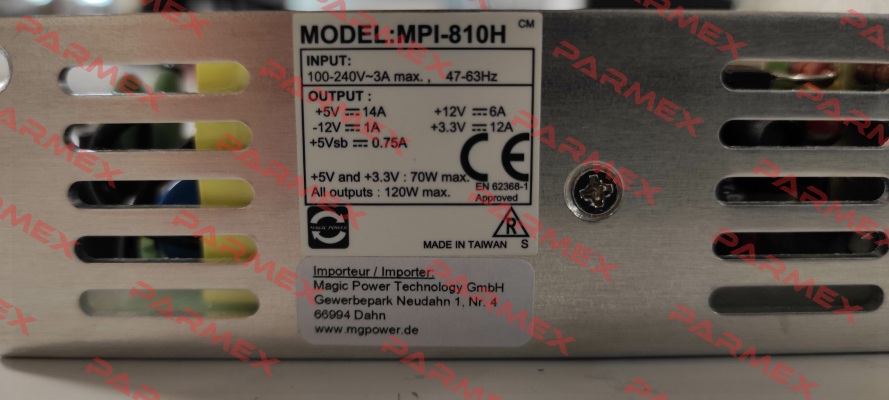 MODEL:MPI-810H CM
INPUT:
100-240V~3A max. , 47-63Hz
OUTPUT :
+5V ⎓ 14A +12V ⎓ 6A
-12V ⎓ 1A +3.3V ⎓ 12A
+5Vsb ⎓ 0.75A
CE
+5V and +3.3V : 70W max.
All outputs : 120W max.
EN 62368-1
Approved
MAGIC POWER
R
S
MADE IN TAIWAN
Importeur / Importer:
Magic Power Technology GmbH
Gewerbepark Neudahn 1, Nr. 4
66994 Dahn
www.mgpower.de
PARMEX